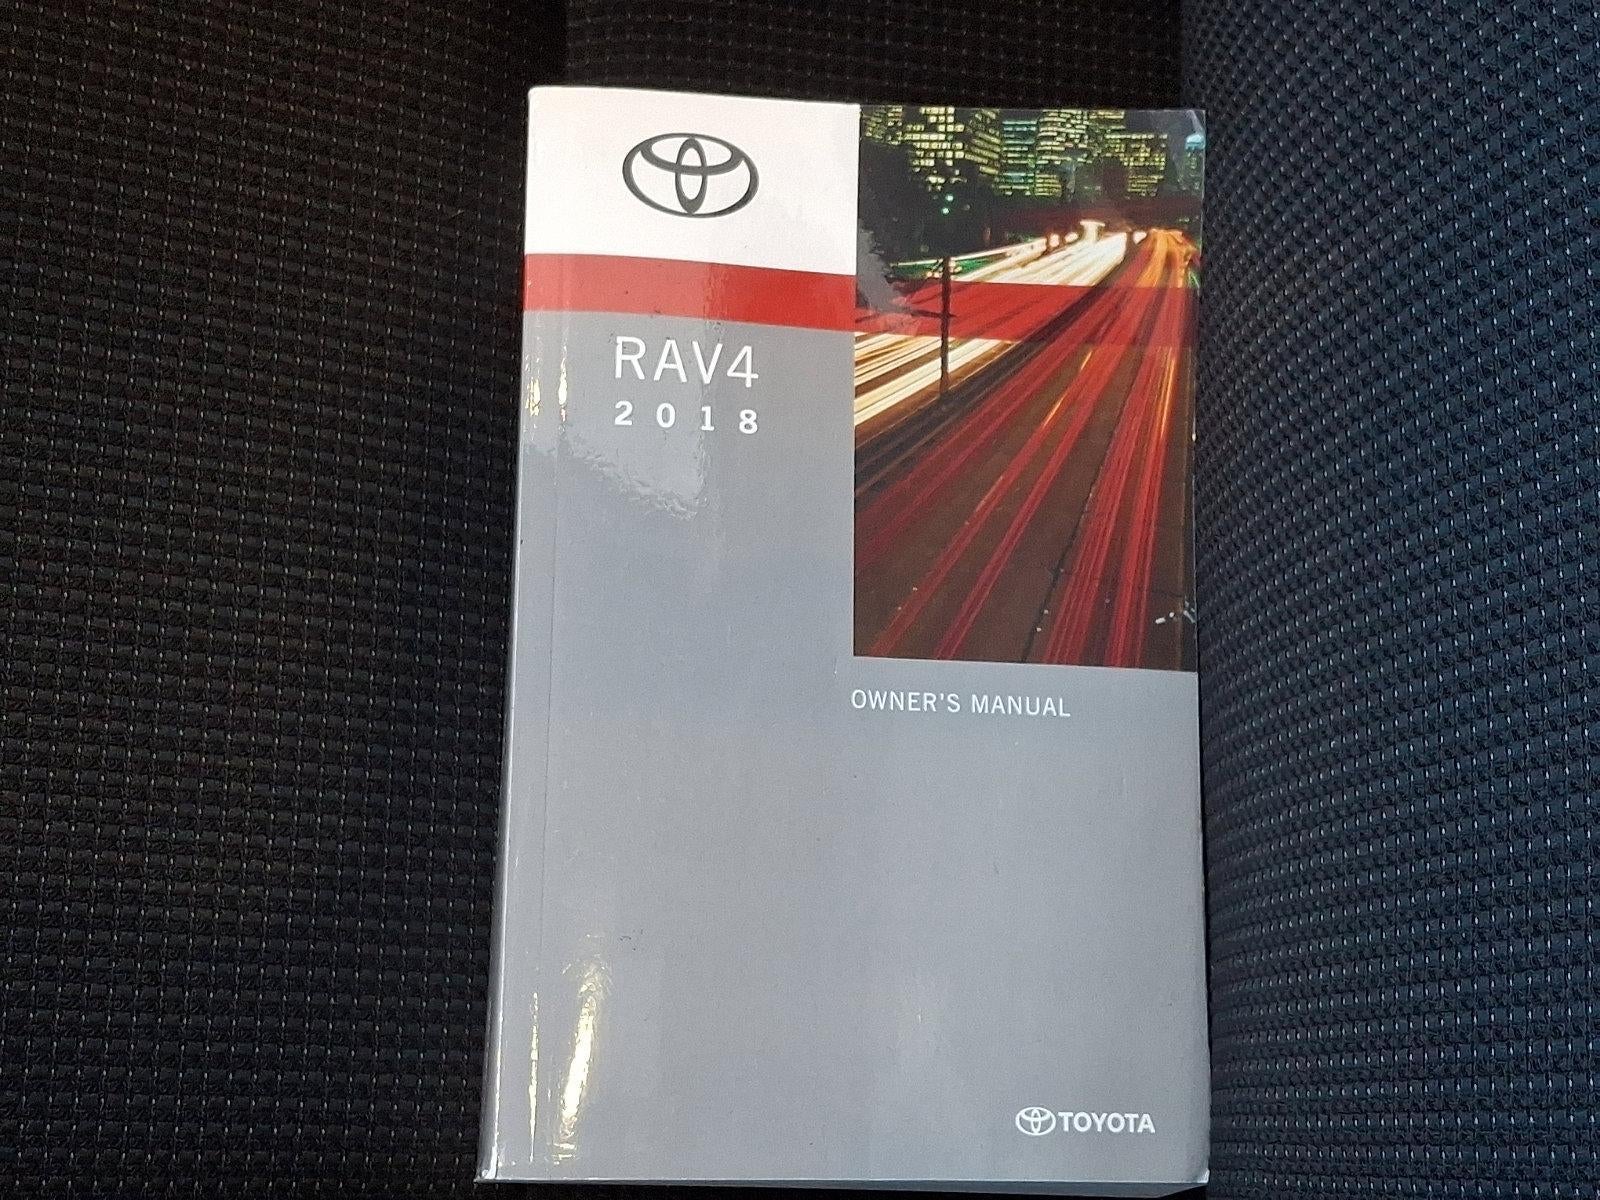 RAV4
2018
OWNER'S MANUAL
TOYOTA